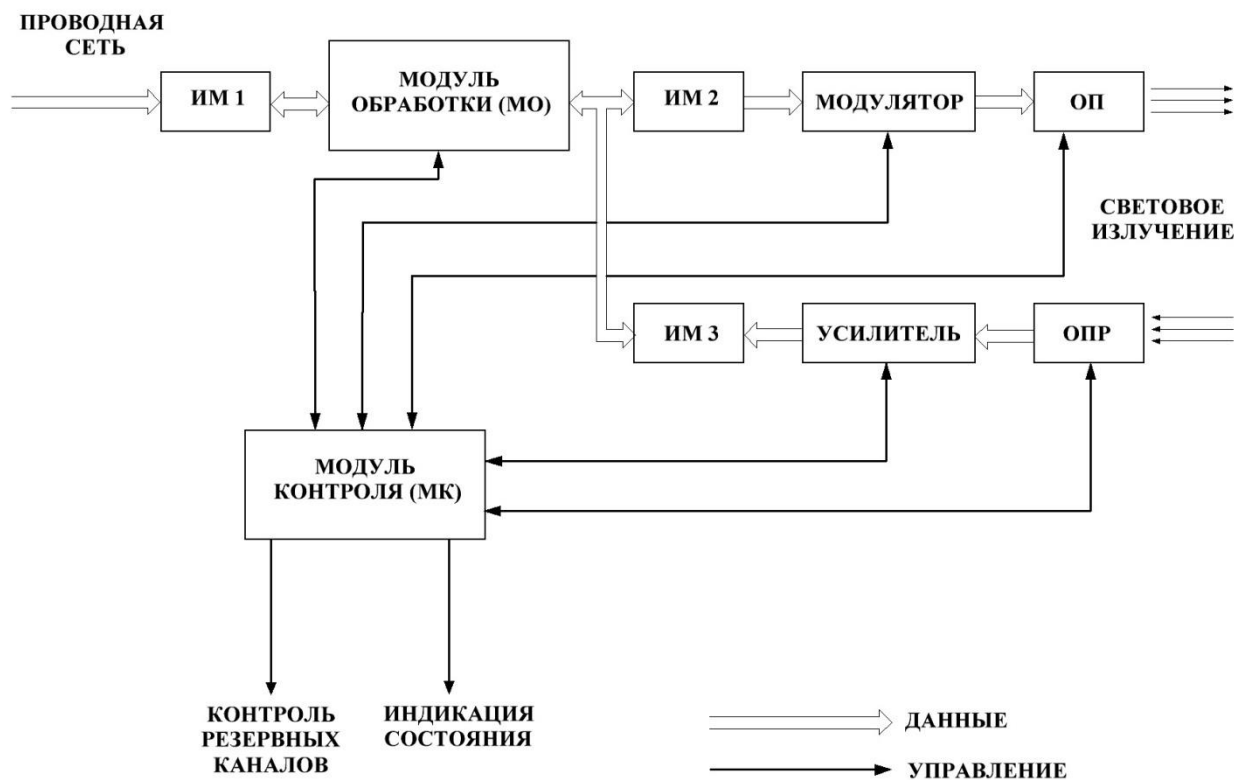 ПРОВОДНАЯ
СЕТЬ
ИМ 1
МОДУЛЬ
ОБРАБОТКИ (МО)
ИМ 2
МОДУЛЯТОР
ОП
СВЕТОВОЕ
ИЗЛУЧЕНИЕ
ИМ 3
УСИЛИТЕЛЬ
ОПР
МОДУЛЬ
КОНТРОЛЯ (МК)
КОНТРОЛЬ
РЕЗЕРВНЫХ
КАНАЛОВ
ИНДИКАЦИЯ
СОСТОЯНИЯ
ДАННЫЕ
УПРАВЛЕНИЕ